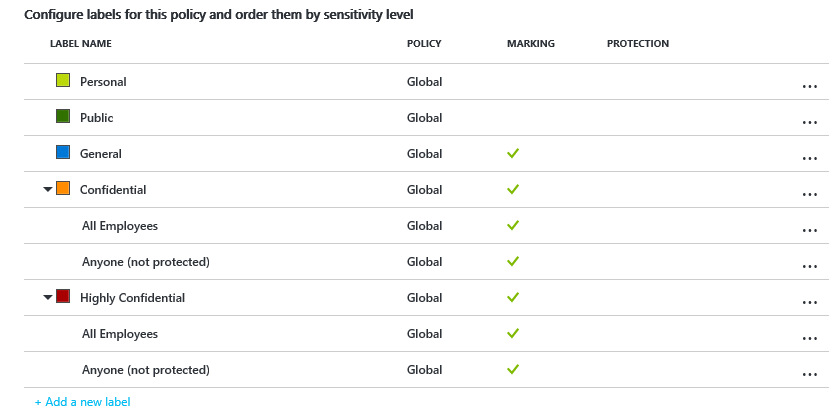 Configure labels for this policy and order them by sensitivity level
LABEL NAME POLICY MARKING PROTECTION
Personal Global ...
Public Global ...
General Global ...
Confidential Global ...
All Employees Global ...
Anyone (not protected) Global ...
Highly Confidential Global ...
All Employees Global ...
Anyone (not protected) Global ...
+ Add a new label